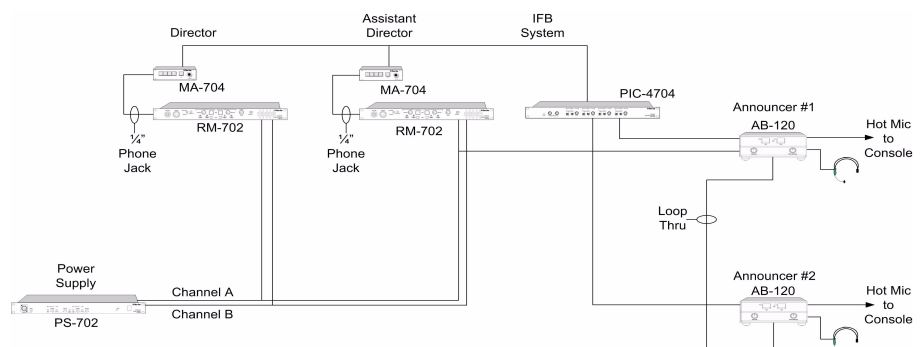 Director
Assistant
Director
IFB
System
MA-704
RM-702
¼"
Phone
Jack
MA-704
RM-702
¼"
Phone
Jack
PIC-4704
Announcer #1
AB-120
Hot Mic
to
Console
Loop
Thru
Power
Supply
PS-702
Channel A
Channel B
Announcer #2
AB-120
Hot Mic
to
Console